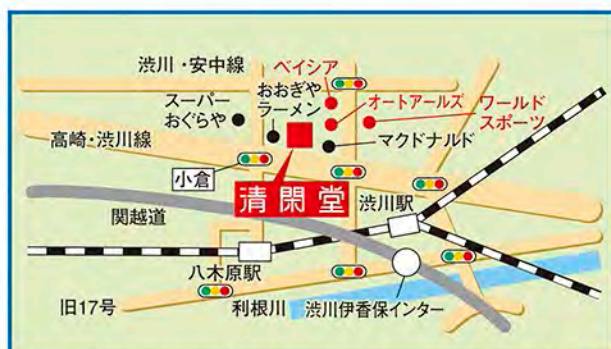 渋川・安中線
ベイシア
スーパー
おぐらや
おおぎや
ラーメン
オートアールズ
ワールド
スポーツ
高崎・渋川線
マクドナルド
小倉
清閑堂
渋川駅
関越道
八木原駅
旧17号
利根川
渋川伊香保インター